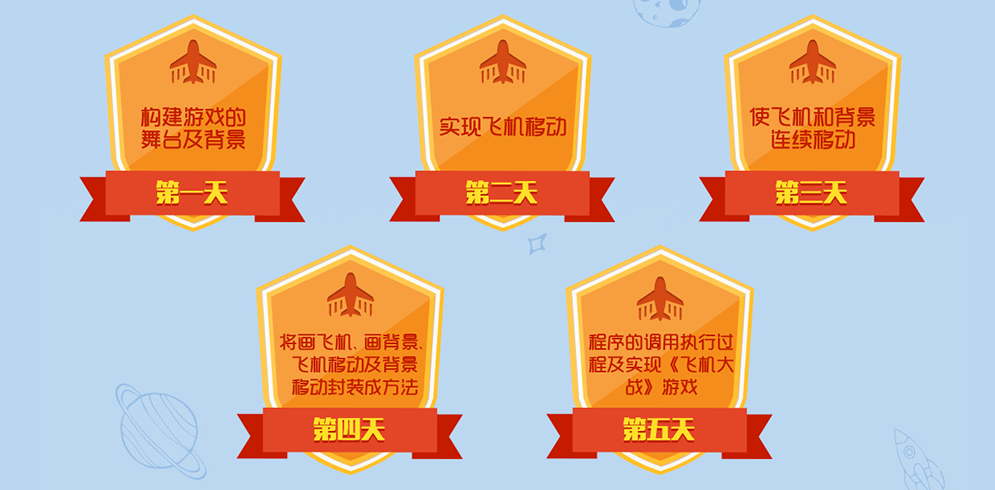 构建游戏的
舞台及背景
第一天
实现飞机移动
第二天
使飞机和背景
连续移动
第三天
将画飞机、画背景、
飞机移动及背景
移动封装成方法
第四天
程序的调用执行过
程及实现《飞机大
战》游戏
第五天